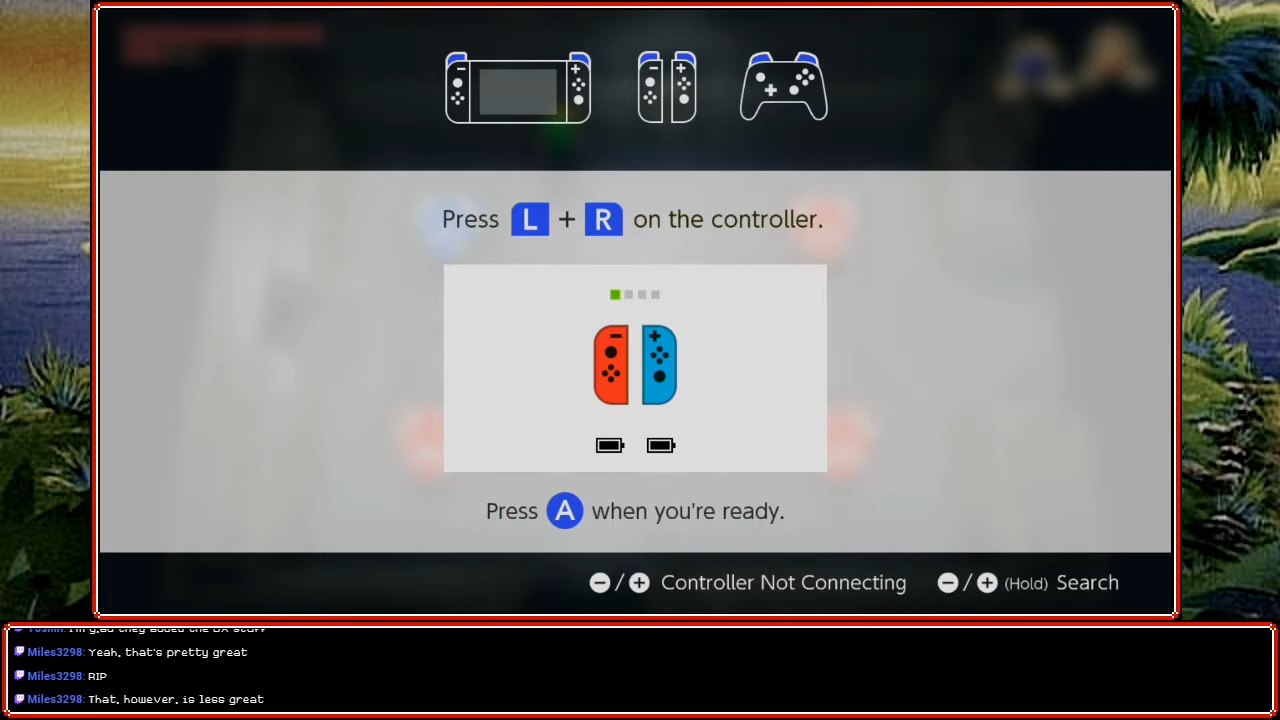 Press L + R on the controller.
Press A when you're ready.
−/+ Controller Not Connecting −/+ (Hold) Search
Miles3298: Yeah, that's pretty great
Miles3298: RIP
Miles3298: That, however, is less great